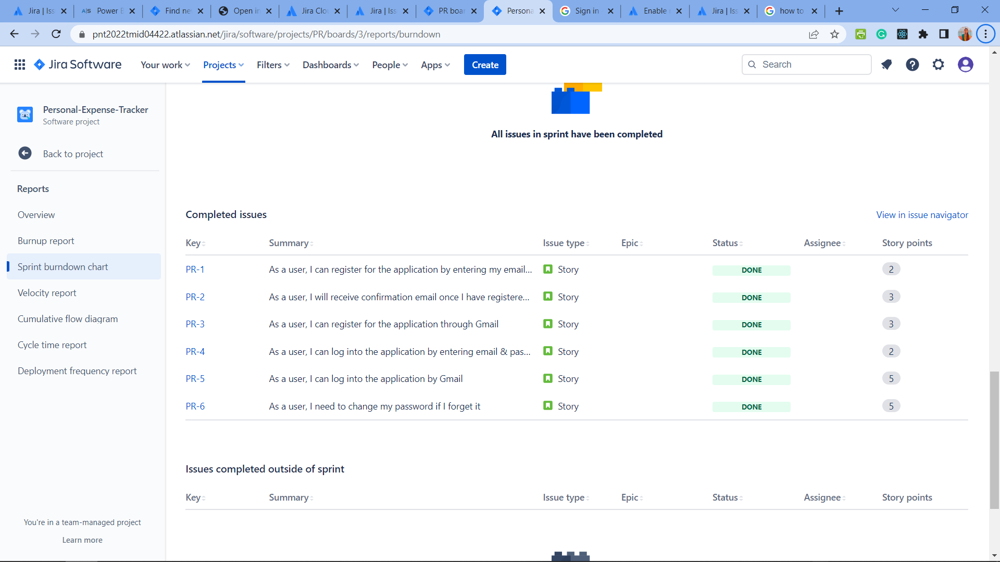 Jira | Iss
Power B
Find ne
Open in
Jira Clo
Jira | Iss
PR boar
Persona
Sign in
Enable
Jira | Iss
how to
pnt2022tmid04422.atlassian.net/jira/software/projects/PR/boards/3/reports/burndown
Jira Software
Your work
Projects
Filters
Dashboards
People
Apps
Create
Search
Personal-Expense-Tracker
Software project
Back to project
Reports
Overview
Burnup report
Sprint burndown chart
Velocity report
Cumulative flow diagram
Cycle time report
Deployment frequency report
You're in a team-managed project
Learn more
All issues in sprint have been completed
Completed issues
View in issue navigator
Key Summary Issue type Epic Status Assignee Story points
PR-1 As a user, I can register for the application by entering my email... Story DONE 2
PR-2 As a user, I will receive confirmation email once I have registere... Story DONE 3
PR-3 As a user, I can register for the application through Gmail Story DONE 3
PR-4 As a user, I can log into the application by entering email & pas... Story DONE 2
PR-5 As a user, I can log into the application by Gmail Story DONE 5
PR-6 As a user, I need to change my password if I forget it Story DONE 5
Issues completed outside of sprint
Key Summary Issue type Epic Status Assignee Story points